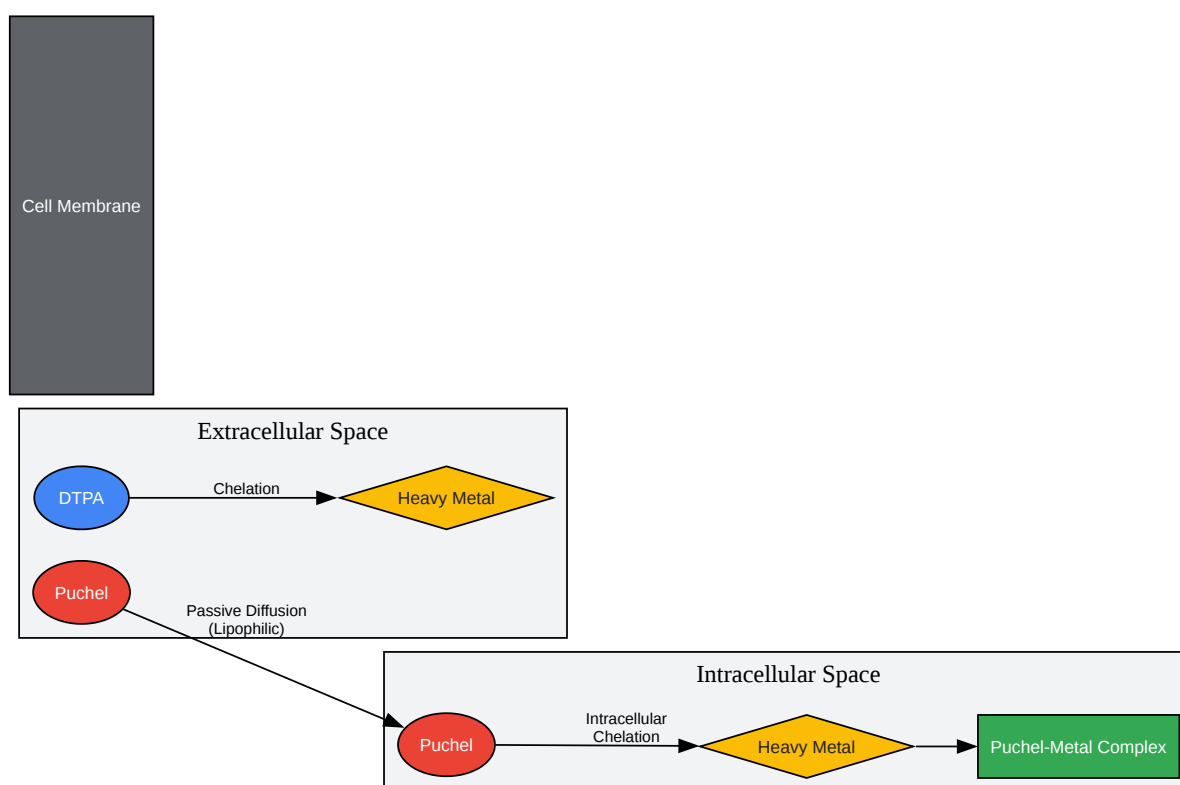 Cell Membrane
Extracellular Space
DTPA
Chelation
Heavy Metal
Puchel
Passive Diffusion
(Lipophilic)
Intracellular Space
Puchel
Intracellular
Chelation
Heavy Metal
Puchel-Metal Complex